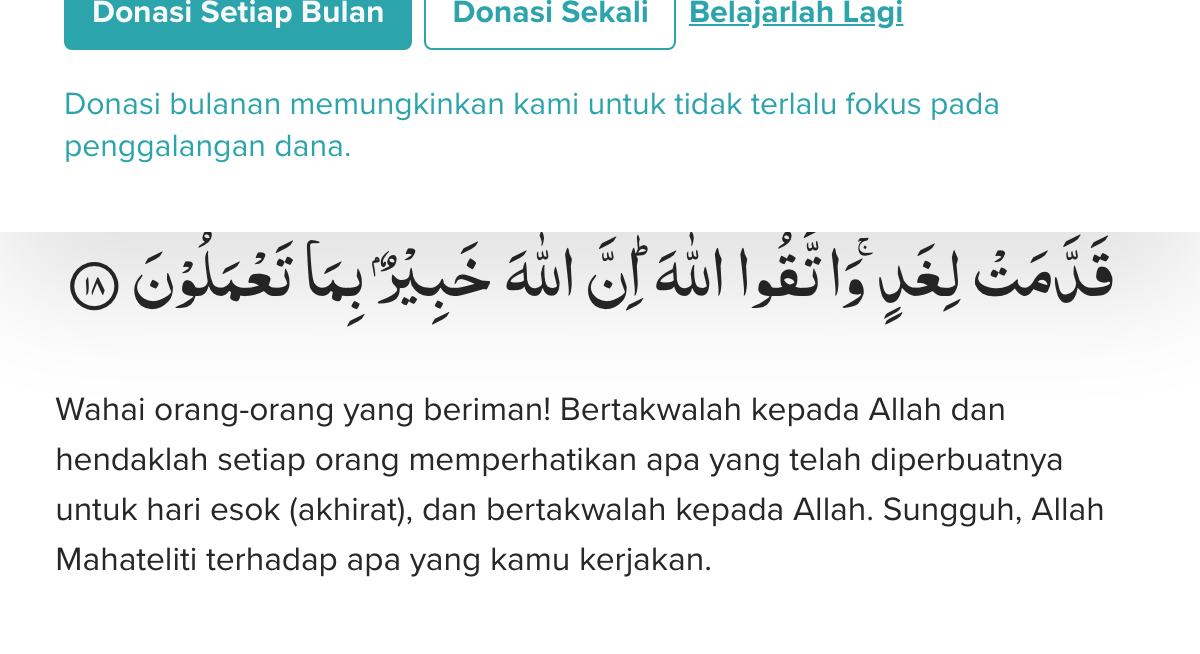 Donasi Setiap Bulan Donasi Sekali Belajarlah Lagi
Donasi bulanan memungkinkan kami untuk tidak terlalu fokus pada
penggalangan dana.
قَدَّمَتْ لِغَدٍ ۚوَاتَّقُوا اللّٰهَ ۗاِنَّ اللّٰهَ خَبِيْرٌ ۢبِمَا تَعْمَلُوْنَ ١٨
Wahai orang-orang yang beriman! Bertakwalah kepada Allah dan
hendaklah setiap orang memperhatikan apa yang telah diperbuatnya
untuk hari esok (akhirat), dan bertakwalah kepada Allah. Sungguh, Allah
Mahateliti terhadap apa yang kamu kerjakan.